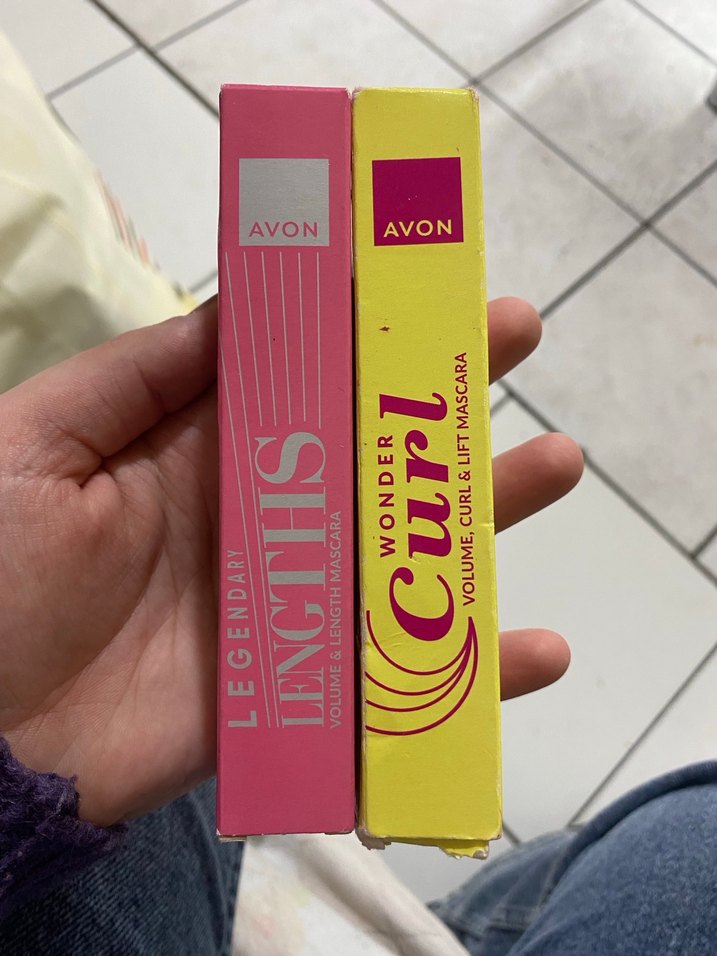 AVON
LEGENDARY
LENGTHS
VOLUME & LENGTH MASCARA
AVON
WONDER
Curl
VOLUME, CURL & LIFT MASCARA